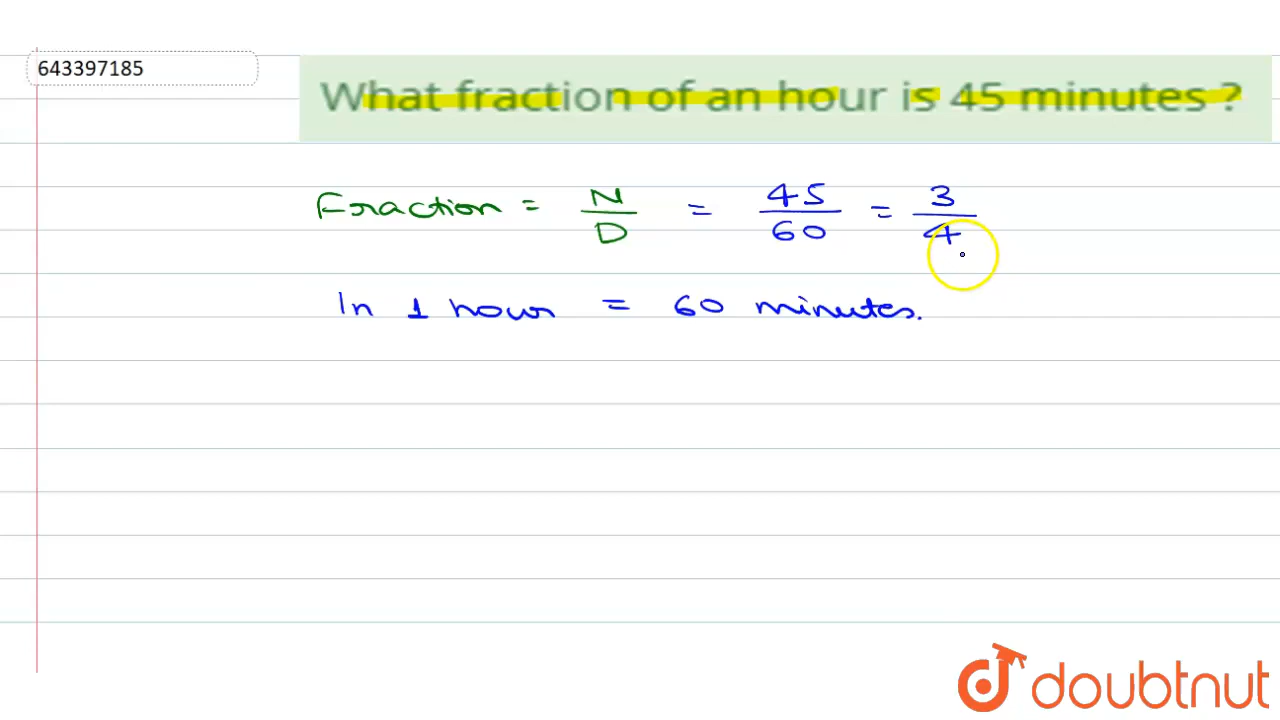 643397185
What fraction of an hour is 45 minutes ?
Fraction = N/D = 45/60 = 3/4
In 1 hour = 60 minutes.
doubtnut